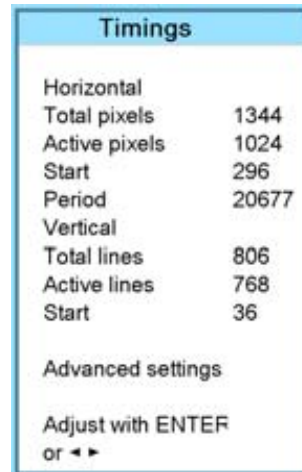 Timings
Horizontal
Total pixels 1344
Active pixels 1024
Start 296
Period 20677
Vertical
Total lines 806
Active lines 768
Start 36
Advanced settings
Adjust with ENTER
or ◄ ►